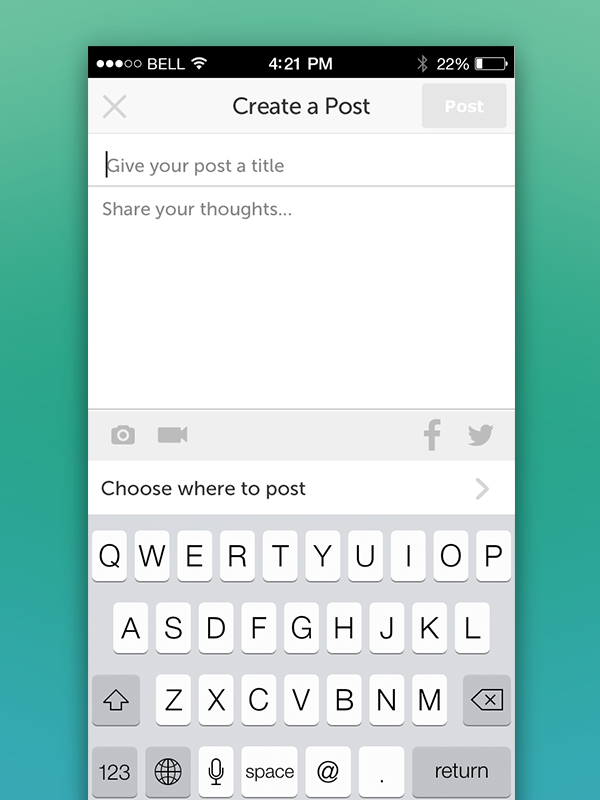 BELL 4:21 PM 22%
Create a Post Post
Give your post a title
Share your thoughts...
Choose where to post
Q W E R T Y U I O P
A S D F G H J K L
Z X C V B N M
123 space @ . return